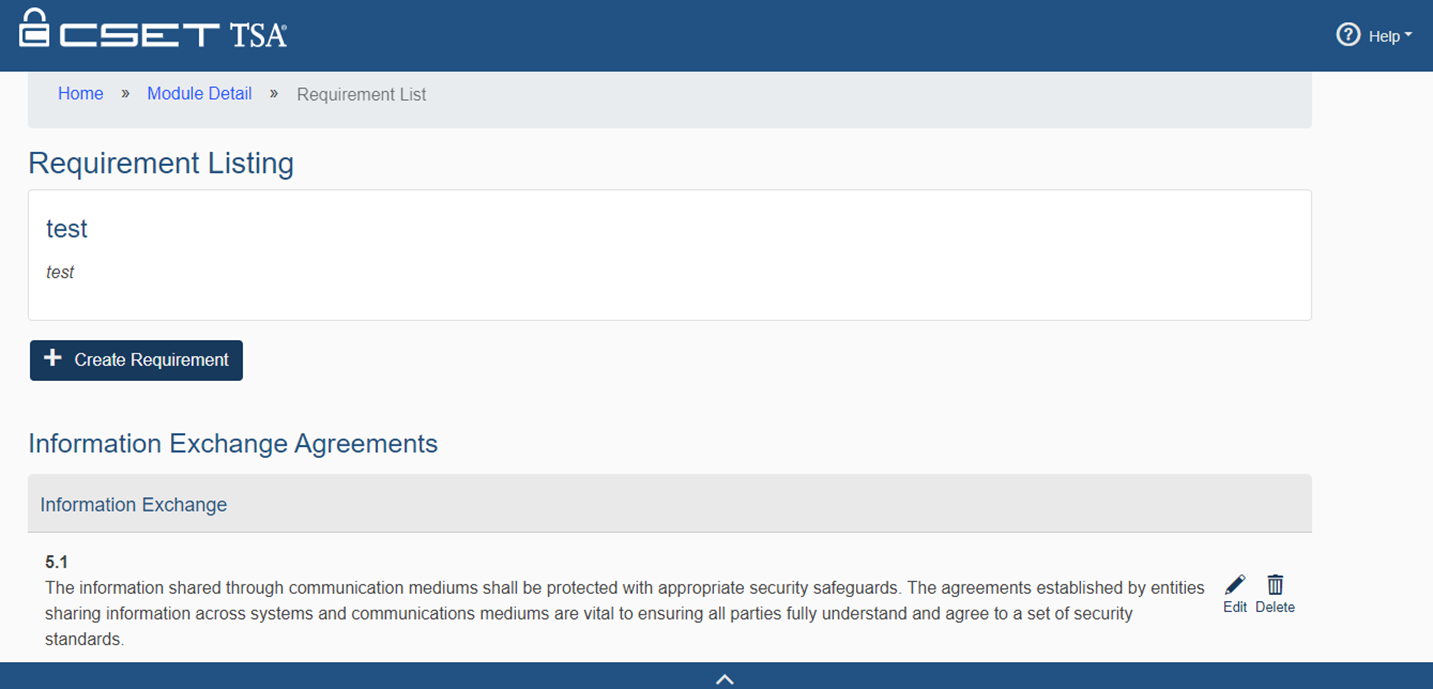 CSET TSA
Help
Home » Module Detail » Requirement List
Requirement Listing
test
test
+ Create Requirement
Information Exchange Agreements
Information Exchange
5.1
The information shared through communication mediums shall be protected with appropriate security safeguards. The agreements established by entities
sharing information across systems and communications mediums are vital to ensuring all parties fully understand and agree to a set of security
standards.
Edit Delete